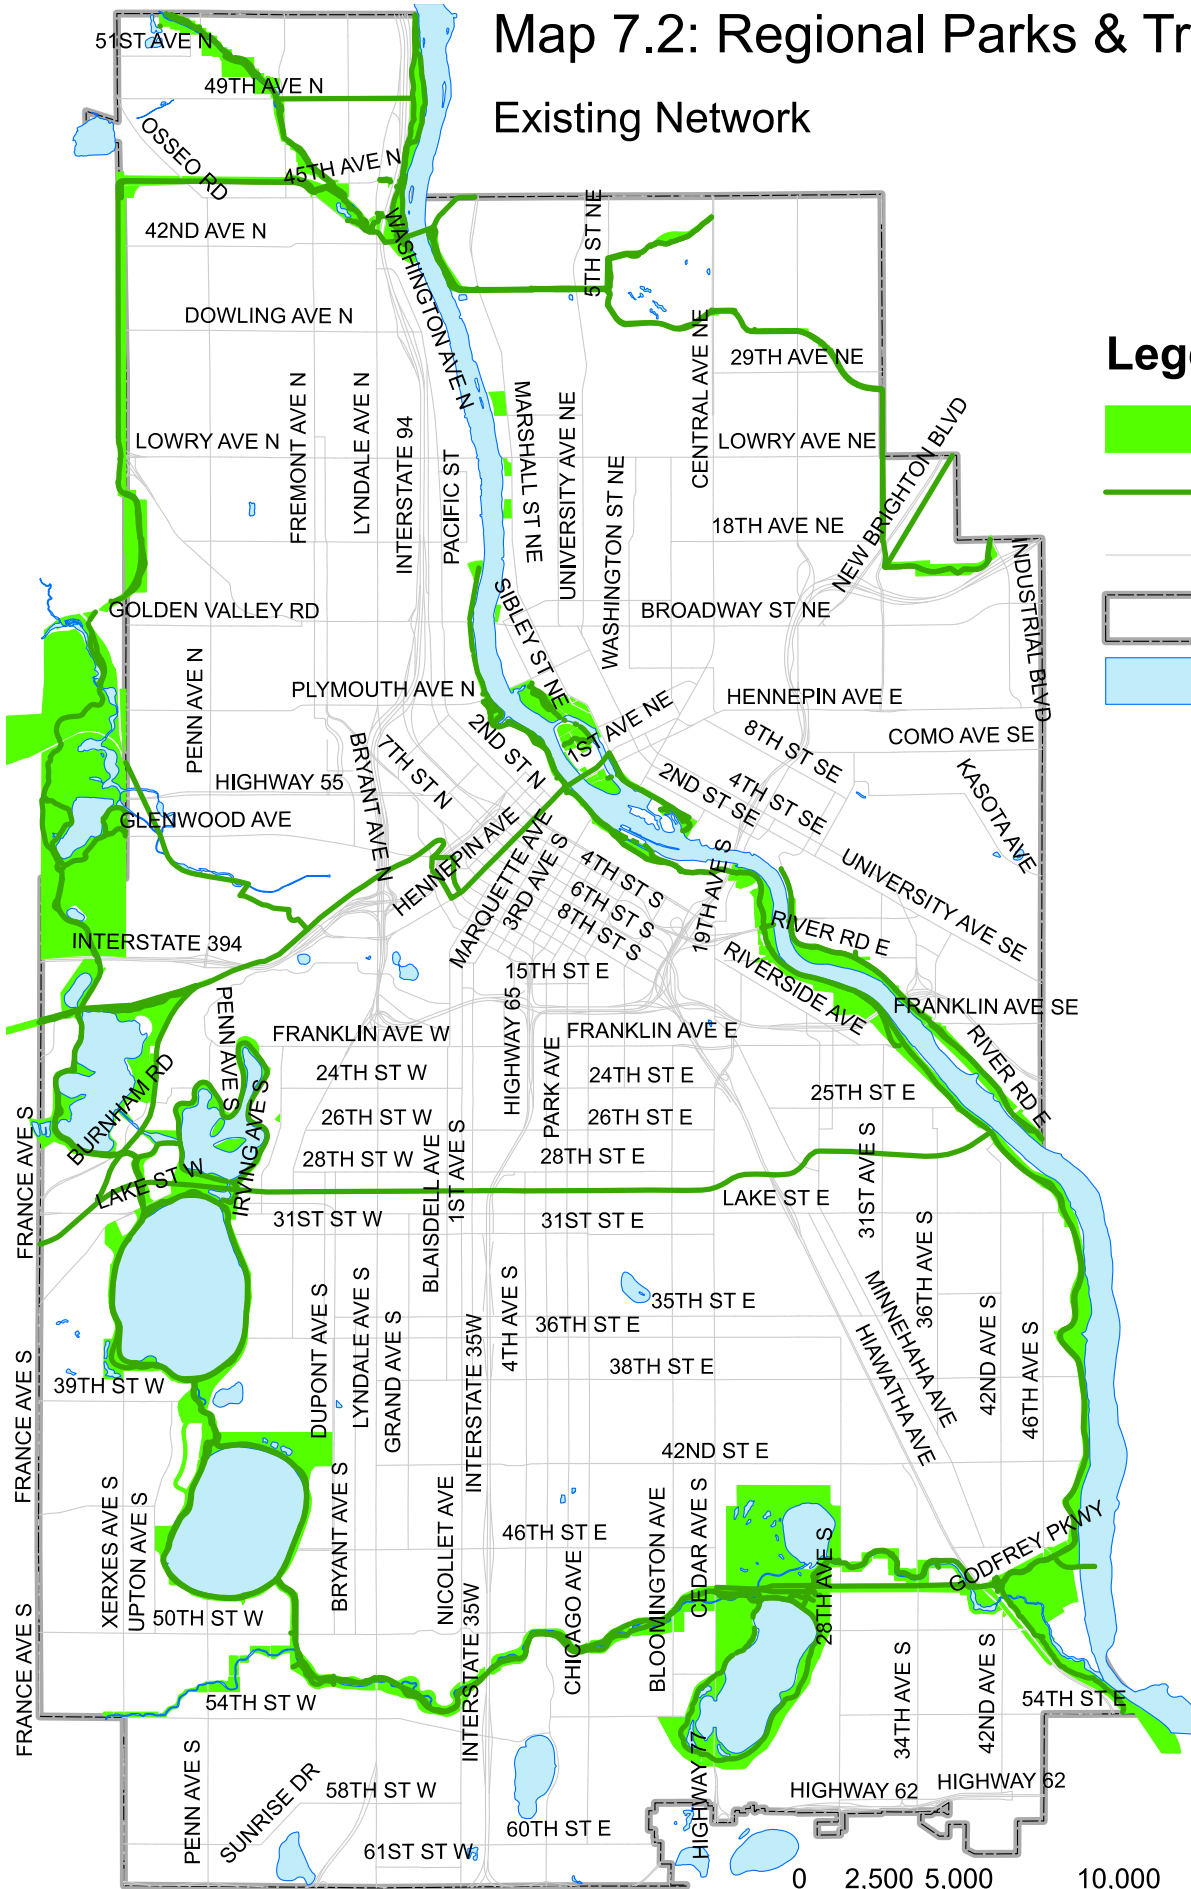 Map 7.2: Regional Parks & Tr
Existing Network
51ST AVE N
49TH AVE N
OSSEO RD
45TH AVE N
42ND AVE N
WASHINGTON AVE N
5TH ST NE
DOWLING AVE N
CENTRAL AVE NE
29TH AVE NE
Lege
FREMONT AVE N
LYNDALE AVE N
INTERSTATE 94
PACIFIC ST
MARSHALL ST NE
UNIVERSITY AVE NE
WASHINGTON ST NE
LOWRY AVE N
LOWRY AVE NE
NEW BRIGHTON BLVD
18TH AVE NE
NDUSTRIAL BLVD
GOLDEN VALLEY RD
SIBLEY ST NE
BROADWAY ST NE
PENN AVE N
PLYMOUTH AVE N
HENNEPIN AVE E
1ST AVE NE
2ND ST N
7TH ST N
BRYANT AVE N
8TH ST SE
COMO AVE SE
KASOTA AVE
HIGHWAY 55
2ND ST SE
4TH ST SE
GLENWOOD AVE
HENNEPIN AVE
MARQUETTE AVE
3RD AVE S
4TH ST S
6TH ST S
8TH ST S
19TH AVE S
UNIVERSITY AVE SE
INTERSTATE 394
RIVER RD E
RIVERSIDE AVE
15TH ST E
HIGHWAY 65
PENN AVE S
FRANKLIN AVE W
FRANKLIN AVE E
FRANKLIN AVE SE
RIVER RD E
PARK AVE
24TH ST W
24TH ST E
25TH ST E
BURNHAM RD
26TH ST W
26TH ST E
IRVING AVE S
28TH ST W
28TH ST E
FRANCE AVE S
LAKE ST W
LAKE ST E
BLAISDELL AVE
1ST AVE S
31ST AVE S
31ST ST W
31ST ST E
36TH AVE S
35TH ST E
36TH ST E
MINNEHAHA AVE
HIAWATHA AVE
DUPONT AVE S
LYNDALE AVE S
GRAND AVE S
INTERSTATE 35W
4TH AVE S
38TH ST E
42ND AVE S
46TH AVE S
39TH ST W
FRANCE AVE S
42ND ST E
XERXES AVE S
UPTON AVE S
BRYANT AVE S
NICOLLET AVE
46TH ST E
BLOOMINGTON AVE
CEDAR AVE S
28TH AVE S
GODFREY PKWY
50TH ST W
INTERSTATE 35W
CHICAGO AVE
FRANCE AVE S
34TH AVE S
42ND AVE S
54TH ST W
54TH ST E
PENN AVE S
SUNRISE DR
58TH ST W
HIGHWAY 77
HIGHWAY 62
HIGHWAY 62
60TH ST E
61ST ST W
0 2,500 5,000 10,000